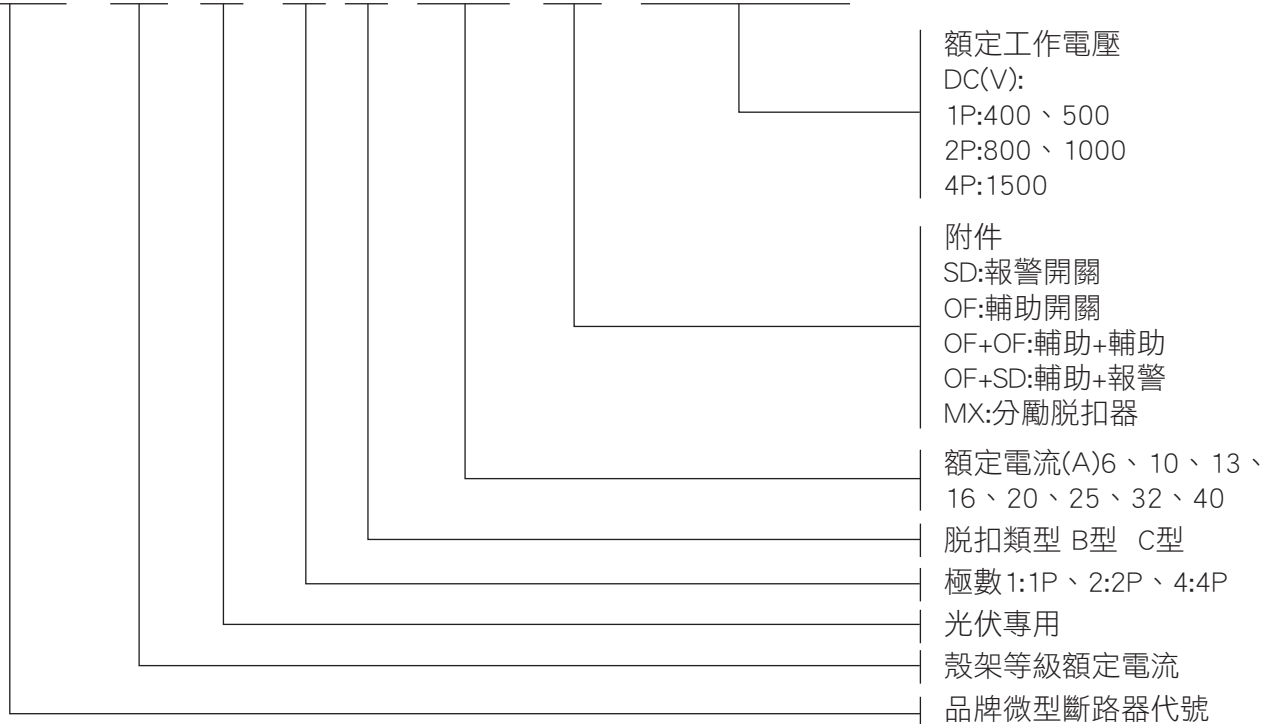 額定工作電壓
DC(V):
1P:400、500
2P:800、1000
4P:1500
附件
SD:報警開關
OF:輔助開關
OF+OF:輔助+輔助
OF+SD:輔助+報警
MX:分勵脱扣器
額定電流(A)6、10、13、
16、20、25、32、40
脱扣類型 B型 C型
極數1:1P、2:2P、4:4P
光伏專用
殼架等級額定電流
品牌微型斷路器代號